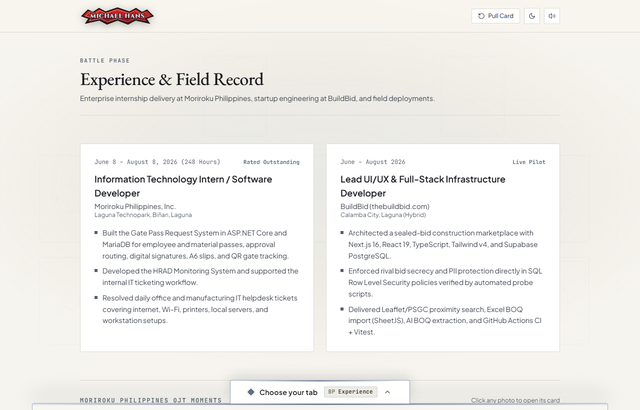 MICHAEL HANS
Pull Card
BATTLE PHASE
Experience & Field Record
Enterprise internship delivery at Moriroku Philippines, startup engineering at BuildBid, and field deployments.
June 8 – August 8, 2026 (248 Hours)
Rated Outstanding
Information Technology Intern / Software
Developer
Moriroku Philippines, Inc.
Laguna Technopark, Biñan, Laguna
Built the Gate Pass Request System in ASP.NET Core and
MariaDB for employee and material passes, approval
routing, digital signatures, A6 slips, and QR gate tracking.
Developed the HRAD Monitoring System and supported the
internal IT ticketing workflow.
Resolved daily office and manufacturing IT helpdesk tickets
covering internet, Wi-Fi, printers, local servers, and
workstation setups.
June – August 2026
Live Pilot
Lead UI/UX & Full-Stack Infrastructure
Developer
BuildBid (thebuildbid.com)
Calamba City, Laguna (Hybrid)
Architected a sealed-bid construction marketplace with
Next.js 16, React 19, TypeScript, Tailwind v4, and Supabase
PostgreSQL.
Enforced rival bid secrecy and PII protection directly in SQL
Row Level Security policies verified by automated probe
scripts.
Delivered Leaflet/PSGC proximity search, Excel BOQ
import (SheetJS), AI BOQ extraction, and GitHub Actions CI
+ Vitest.
MORIROKU PHILIPPINES OJT MOMENTS
Click any photo to open its card
Choose your tab
BP Experience